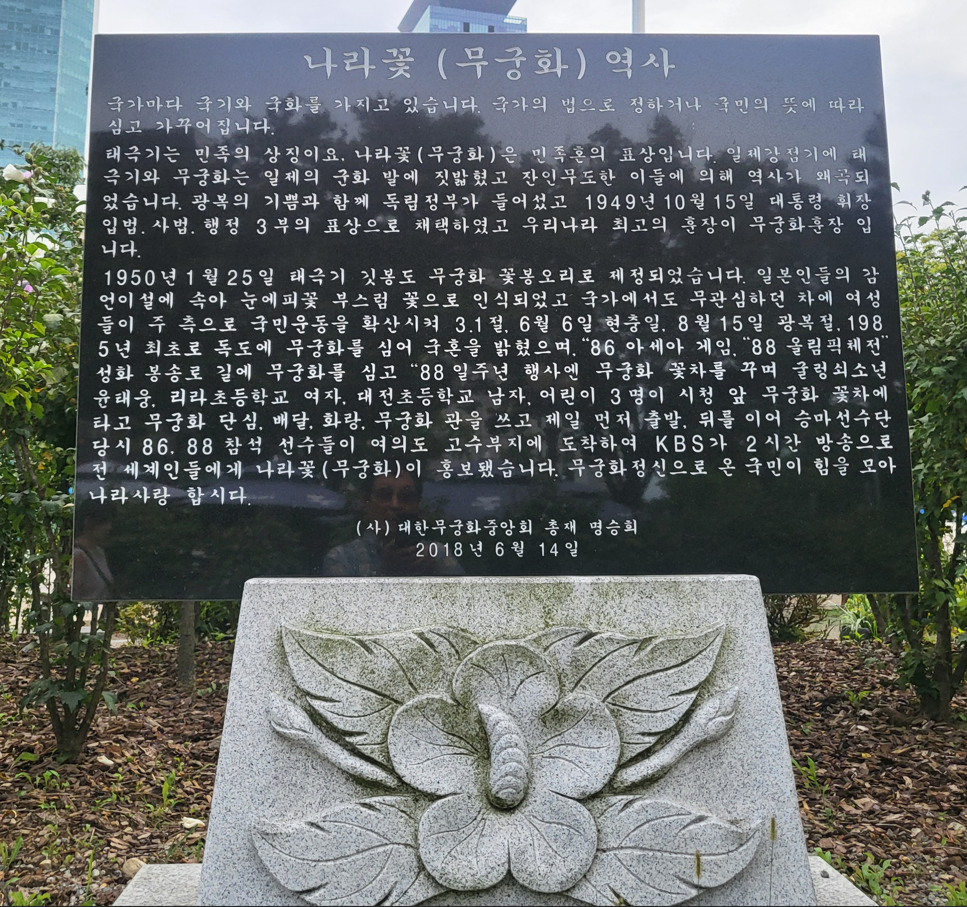 나라꽃 (무궁화) 역사
국가마다 국기와 국화를 가지고 있습니다. 국가의 법으로 정하거나 국민의 뜻에 따라
심고 가꾸어집니다.
태극기는 민족의 상징이요. 나라꽃(무궁화)은 민족혼의 표상입니다. 일제강점기에 태
극기와 무궁화는 일제의 군화 발에 짓밟혔고 잔인무도한 이들에 의해 역사가 왜곡되
었습니다. 광복의 기쁨과 함께 독립정부가 들어섰고 1949년 10월 15일 대통령 휘장
입법. 사법. 행정 3부의 표상으로 채택하였고 우리나라 최고의 훈장이 무궁화훈장 입
니다.
1950년 1월 25일 태극기 깃봉도 무궁화 꽃봉오리로 제정되었습니다. 일본인들의 감
언이설에 속아 눈에피꽃 부스럼 꽃으로 인식되었고 국가에서도 무관심하던 차에 여성
들이 주 측으로 국민운동을 확산시켜 3.1절, 6월 6일 현충일, 8월 15일 광복절, 198
5년 최초로 독도에 무궁화를 심어 국혼을 밝혔으며, “86 아세아 게임, “88 올림픽체전”
성화 봉송로 길에 무궁화를 심고 “88 일주년 행사엔 무궁화 꽃차를 꾸며 굴렁쇠소년
윤태웅, 리라초등학교 여자, 대전초등학교 남자, 어린이 3명이 시청 앞 무궁화 꽃차에
타고 무궁화 단심, 배달, 화랑, 무궁화 관을 쓰고 제일 먼저 출발, 뒤를 이어 승마선수단
당시 86. 88 참석 선수들이 여의도 고수부지에 도착하여 KBS가 2시간 방송으로
전 세계인들에게 나라꽃(무궁화)이 홍보됐습니다. 무궁화정신으로 온 국민이 힘을 모아
나라사랑 합시다.
(사) 대한무궁화중앙회 총재 명승희
2018년 6월 14일